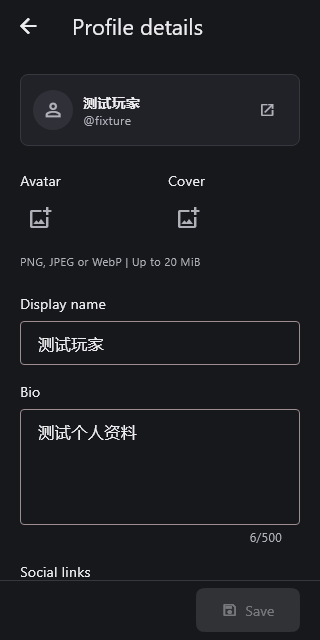 Profile details
测试玩家
@fixture
Avatar
Cover
PNG, JPEG or WebP | Up to 20 MiB
Display name
测试玩家
Bio
测试个人资料
6/500
Social links
Save